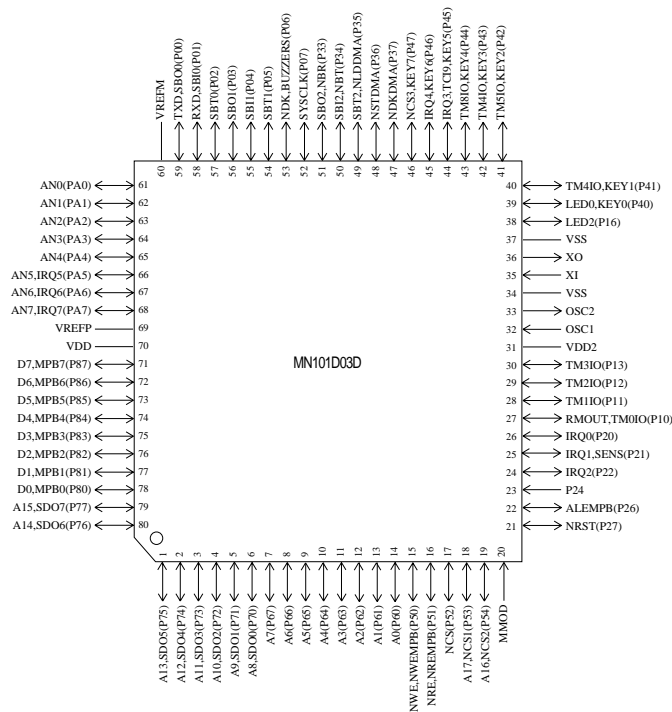 VREFM
TXD,SBO0(P00)
RXD,SBI0(P01)
SBT0(P02)
SBO1(P03)
SBI1(P04)
SBT1(P05)
NDK,BUZZERS(P06)
SYSCLK(P07)
SBO2,NBR(P33)
SBI2,NBT(P34)
SBT2,NLDDMA(P35)
NSTDMA(P36)
NDKDMA(P37)
NCS3,KEY7(P47)
IRQ4,KEY6(P46)
IRQ3,TCI9,KEY5(P45)
TM8IO,KEY4(P44)
TM4IO,KEY3(P43)
TM5IO,KEY2(P42)
60 59 58 57 56 55 54 53 52 51 50 49 48 47 46 45 44 43 42 41
AN0(PA0) 61
AN1(PA1) 62
AN2(PA2) 63
AN3(PA3) 64
AN4(PA4) 65
AN5,IRQ5(PA5) 66
AN6,IRQ6(PA6) 67
AN7,IRQ7(PA7) 68
VREFP 69
VDD 70
D7,MPB7(P87) 71
D6,MPB6(P86) 72
D5,MPB5(P85) 73
D4,MPB4(P84) 74
D3,MPB3(P83) 75
D2,MPB2(P82) 76
D1,MPB1(P81) 77
D0,MPB0(P80) 78
A15,SDO7(P77) 79
A14,SDO6(P76) 80
MN101D03D
40 TM4IO,KEY1(P41)
39 LED0,KEY0(P40)
38 LED2(P16)
37 VSS
36 XO
35 XI
34 VSS
33 OSC2
32 OSC1
31 VDD2
30 TM3IO(P13)
29 TM2IO(P12)
28 TM1IO(P11)
27 RMOUT,TM0IO(P10)
26 IRQ0(P20)
25 IRQ1,SENS(P21)
24 IRQ2(P22)
23 P24
22 ALEMPB(P26)
21 NRST(P27)
1 2 3 4 5 6 7 8 9 10 11 12 13 14 15 16 17 18 19 20
A13,SDO5(P75)
A12,SDO4(P74)
A11,SDO3(P73)
A10,SDO2(P72)
A9,SDO1(P71)
A8,SDO0(P70)
A7(P67)
A6(P66)
A5(P65)
A4(P64)
A3(P63)
A2(P62)
A1(P61)
A0(P60)
NWE,NWEMPB(P50)
NRE,NREMPB(P51)
NCS(P52)
A17,NCS1(P53)
A16,NCS2(P54)
MMOD